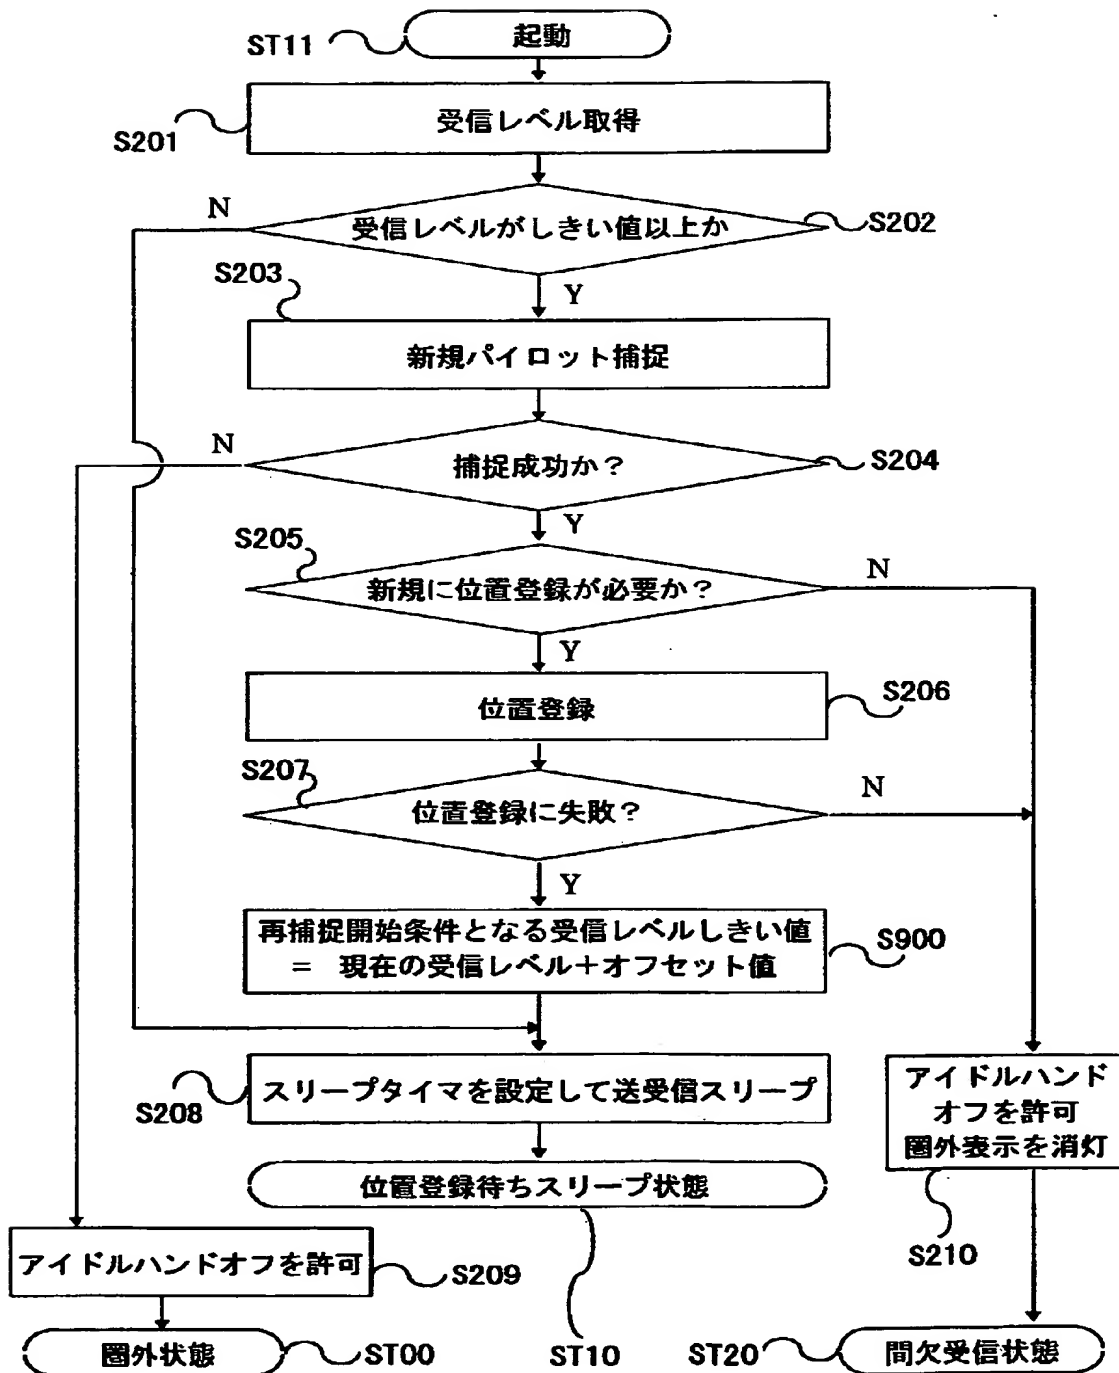 ST11
起動
S201
受信レベル取得
N
受信レベルがしきい値以上か
S202
S203
Y
新規パイロット捕捉
N
捕捉成功か？
S204
Y
S205
新規に位置登録が必要か？
N
Y
位置登録
S206
S207
位置登録に失敗？
N
Y
再捕捉開始条件となる受信レベルしきい値
= 現在の受信レベル＋オフセット値
S900
スリープタイマを設定して送受信スリープ
S208
アイドルハンド
オフを許可
圏外表示を消灯
位置登録待ちスリープ状態
S210
アイドルハンドオフを許可
S209
圏外状態
ST00
ST10
ST20
間欠受信状態